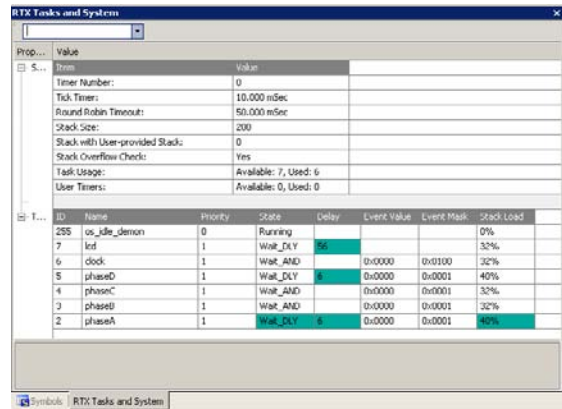 RTX Tasks and System
Prop... Value
S... Item Value
Timer Number: 0
Tick Timer: 10.000 mSec
Round Robin Timeout: 50.000 mSec
Stack Size: 200
Stack with User-provided Stack: 0
Stack Overflow Check: Yes
Task Usage: Available: 7, Used: 6
User Timers: Available: 0, Used: 0
T... ID Name Priority State Delay Event Value Event Mask Stack Load
255 os_idle_demon 0 Running 0%
7 lcd 1 Wait_DLY 56 32%
6 clock 1 Wait_AND 0x0000 0x0100 32%
5 phaseD 1 Wait_DLY 6 0x0000 0x0001 40%
4 phaseC 1 Wait_AND 0x0000 0x0001 32%
3 phaseB 1 Wait_AND 0x0000 0x0001 32%
2 phaseA 1 Wait_DLY 6 0x0000 0x0001 40%
Symbols RTX Tasks and System